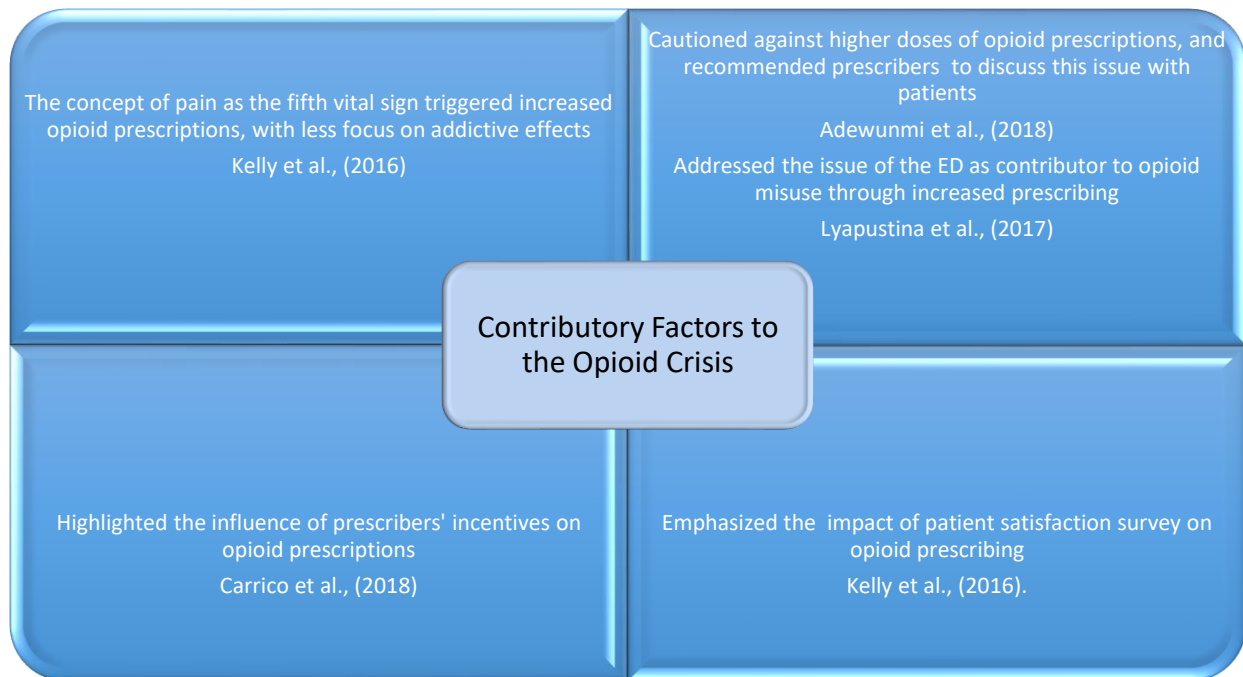 The concept of pain as the fifth vital sign triggered increased
opioid prescriptions, with less focus on addictive effects
Kelly et al., (2016)
Cautioned against higher doses of opioid prescriptions, and
recommended prescribers  to discuss this issue with
patients
Adewunmi et al., (2018)
Addressed the issue of the ED as contributor to opioid
misuse through increased prescribing
Lyapustina et al., (2017)
Contributory Factors to
the Opioid Crisis
Highlighted the influence of prescribers' incentives on
opioid prescriptions
Carrico et al., (2018)
Emphasized the  impact of patient satisfaction survey on
opioid prescribing
Kelly et al., (2016).